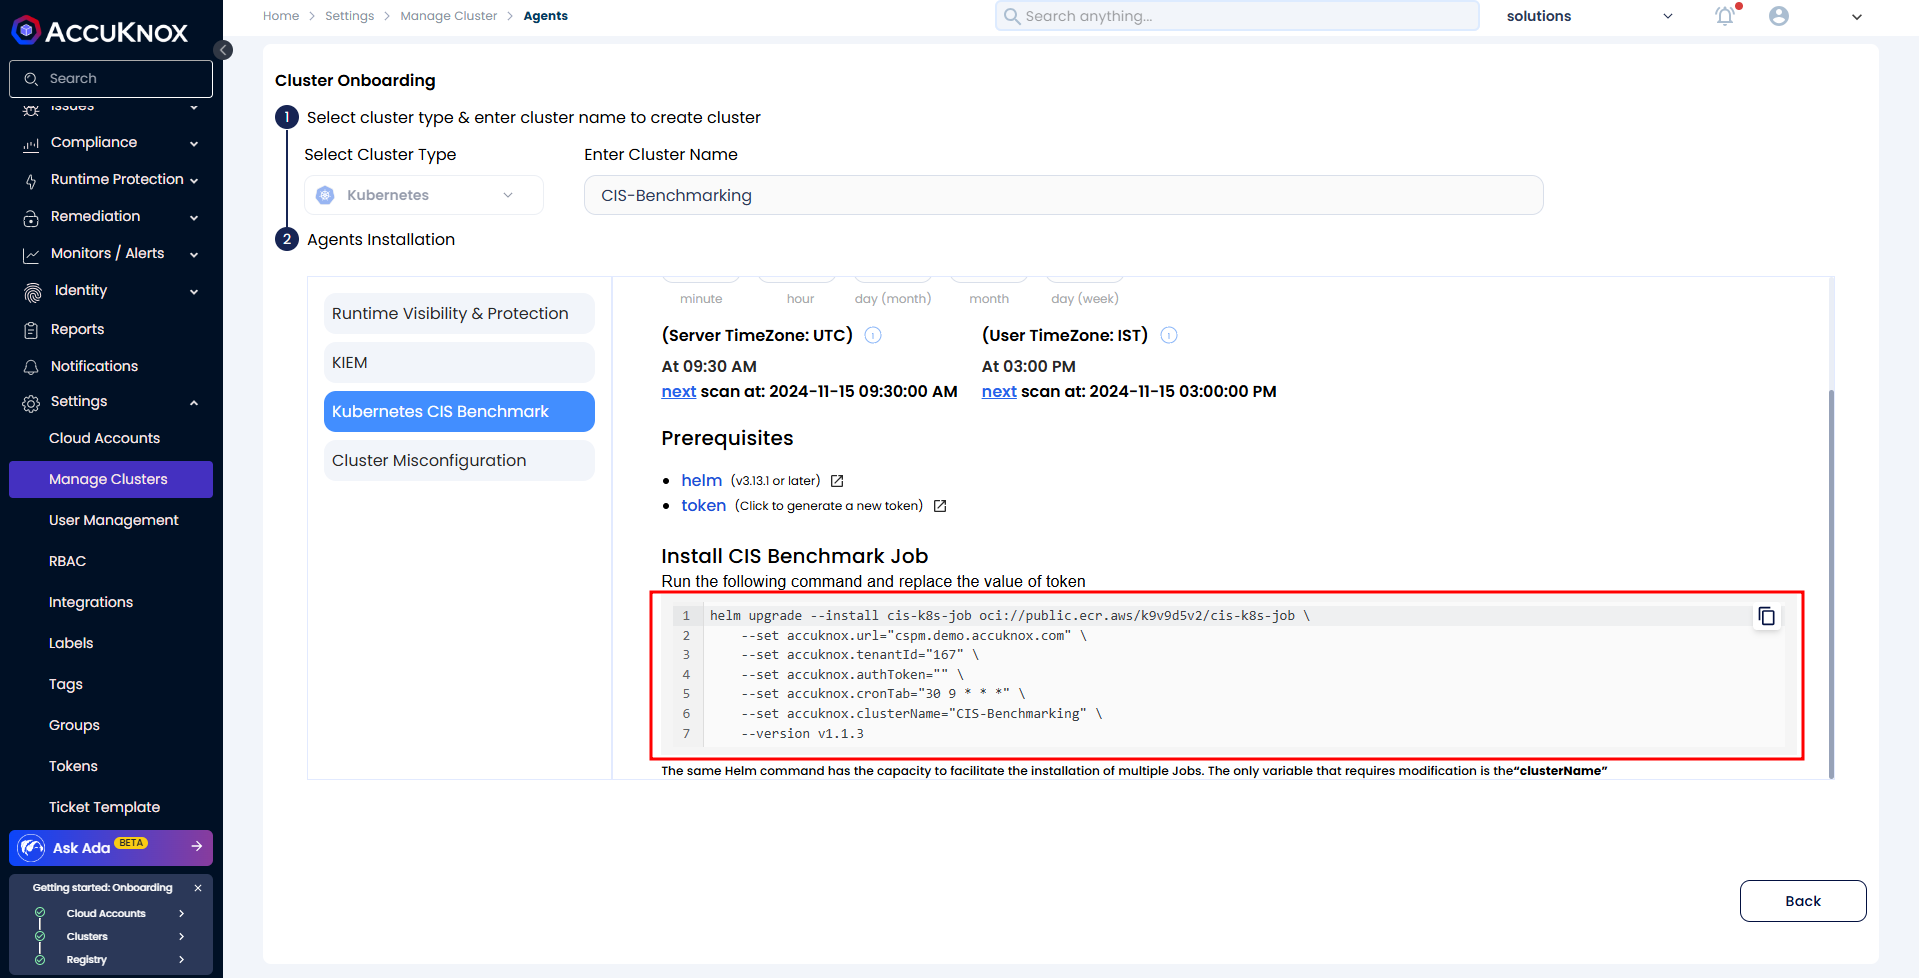 ACCUKNOX
Search
Issues
Compliance
Runtime Protection
Remediation
Monitors / Alerts
Identity
Reports
Notifications
Settings
Cloud Accounts
Manage Clusters
User Management
RBAC
Integrations
Labels
Tags
Groups
Tokens
Ticket Template
Ask Ada BETA
Getting started: Onboarding
Cloud Accounts
Clusters
Registry
Home > Settings > Manage Cluster > Agents
Search anything...
solutions
Cluster Onboarding
1 Select cluster type & enter cluster name to create cluster
Select Cluster Type
Enter Cluster Name
Kubernetes
CIS-Benchmarking
2 Agents Installation
Runtime Visibility & Protection
KIEM
Kubernetes CIS Benchmark
Cluster Misconfiguration
minute hour day (month) month day (week)
(Server TimeZone: UTC)
At 09:30 AM
next scan at: 2024-11-15 09:30:00 AM
(User TimeZone: IST)
At 03:00 PM
next scan at: 2024-11-15 03:00:00 PM
Prerequisites
• helm (v3.13.1 or later)
• token (Click to generate a new token)
Install CIS Benchmark Job
Run the following command and replace the value of token
1 helm upgrade --install cis-k8s-job oci://public.ecr.aws/k9v9d5v2/cis-k8s-job \
2 --set accuknox.url="cspm.demo.accuknox.com" \
3 --set accuknox.tenantId="167" \
4 --set accuknox.authToken="" \
5 --set accuknox.cronTab="30 9 * * *" \
6 --set accuknox.clusterName="CIS-Benchmarking" \
7 --version v1.1.3
The same Helm command has the capacity to facilitate the installation of multiple Jobs. The only variable that requires modification is the“clusterName”
Back